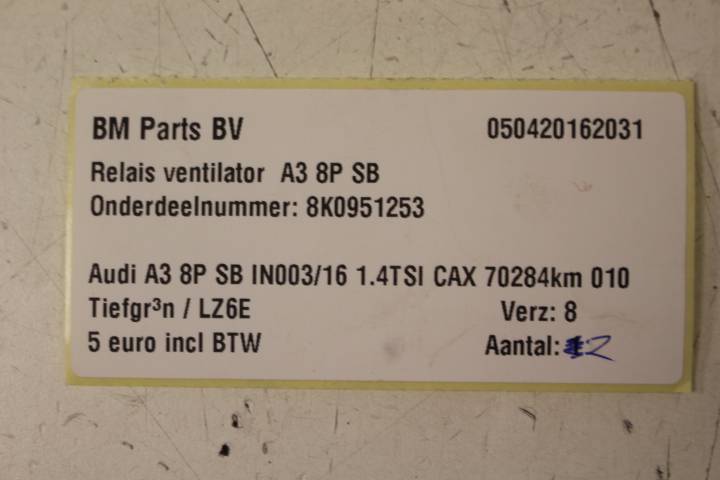 BM Parts BV 050420162031
Relais ventilator A3 8P SB
Onderdeelnummer: 8K0951253
Audi A3 8P SB IN003/16 1.4TSI CAX 70284km 010
Tiefgr³n / LZ6E Verz: 8
5 euro incl BTW Aantal: 2